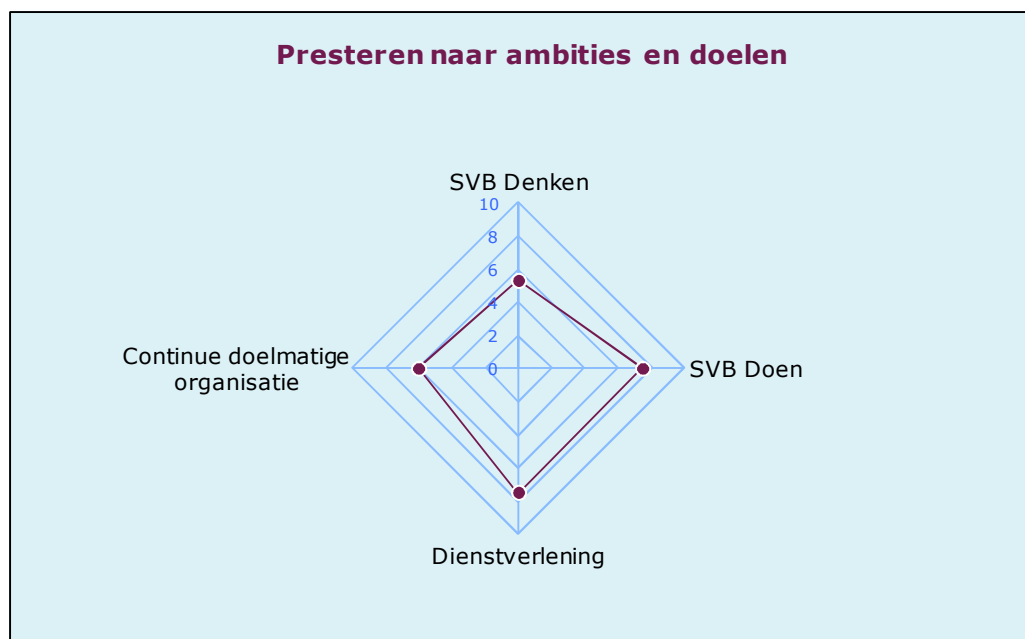 Presteren naar ambities en doelen
SVB Denken
10
8
6
4
2
0
Continue doelmatige
organisatie
SVB Doen
Dienstverlening